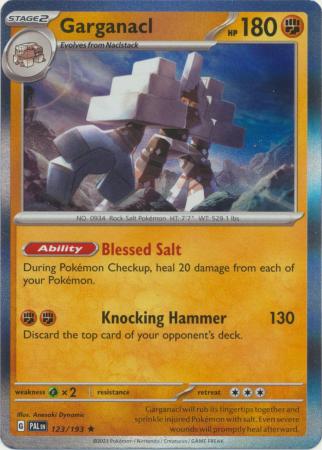 STAGE2
Garganacl
HP 180
Evolves from Naclstack
NO. 0934 Rock Salt Pokémon HT: 7'7" WT: 529.1 lbs
Ability Blessed Salt
During Pokémon Checkup, heal 20 damage from each of
your Pokémon.
Knocking Hammer 130
Discard the top card of your opponent's deck.
weakness ×2 resistance retreat
Illus. Anesaki Dynamic
G PAL EN 123/193 ★
Garganacl will rub its fingertips together
and sprinkle injured Pokémon with salt. Even severe
wounds will promptly heal afterward.
©2023 Pokémon / Nintendo / Creatures / GAME FREAK